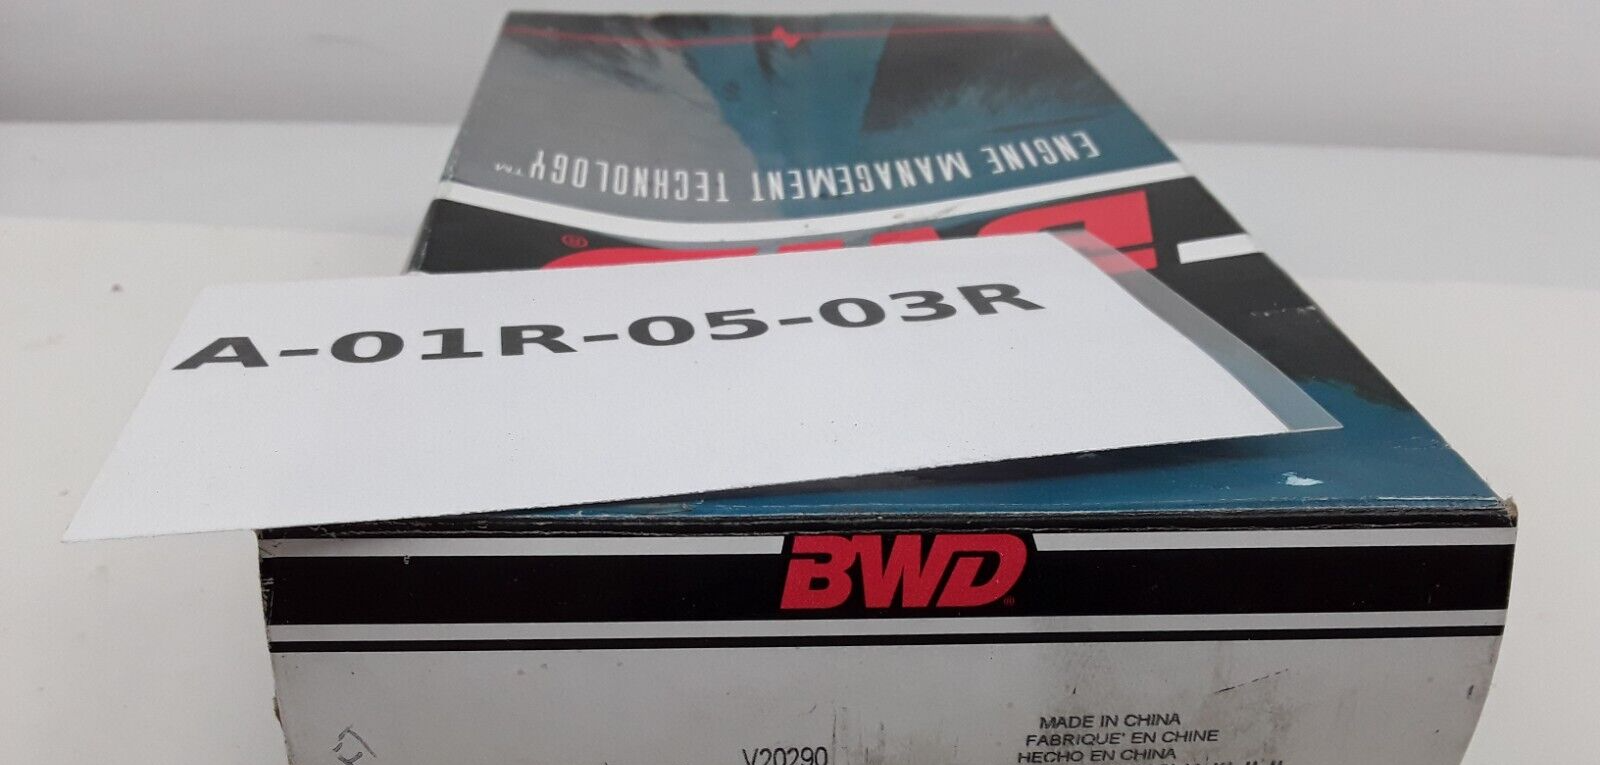 ENGINE MANAGEMENT TECHNOLOGY™
®
A-01R-05-03R
BWD®
V20290
MADE IN CHINA
FABRIQUE' EN CHINE
HECHO EN CHINA